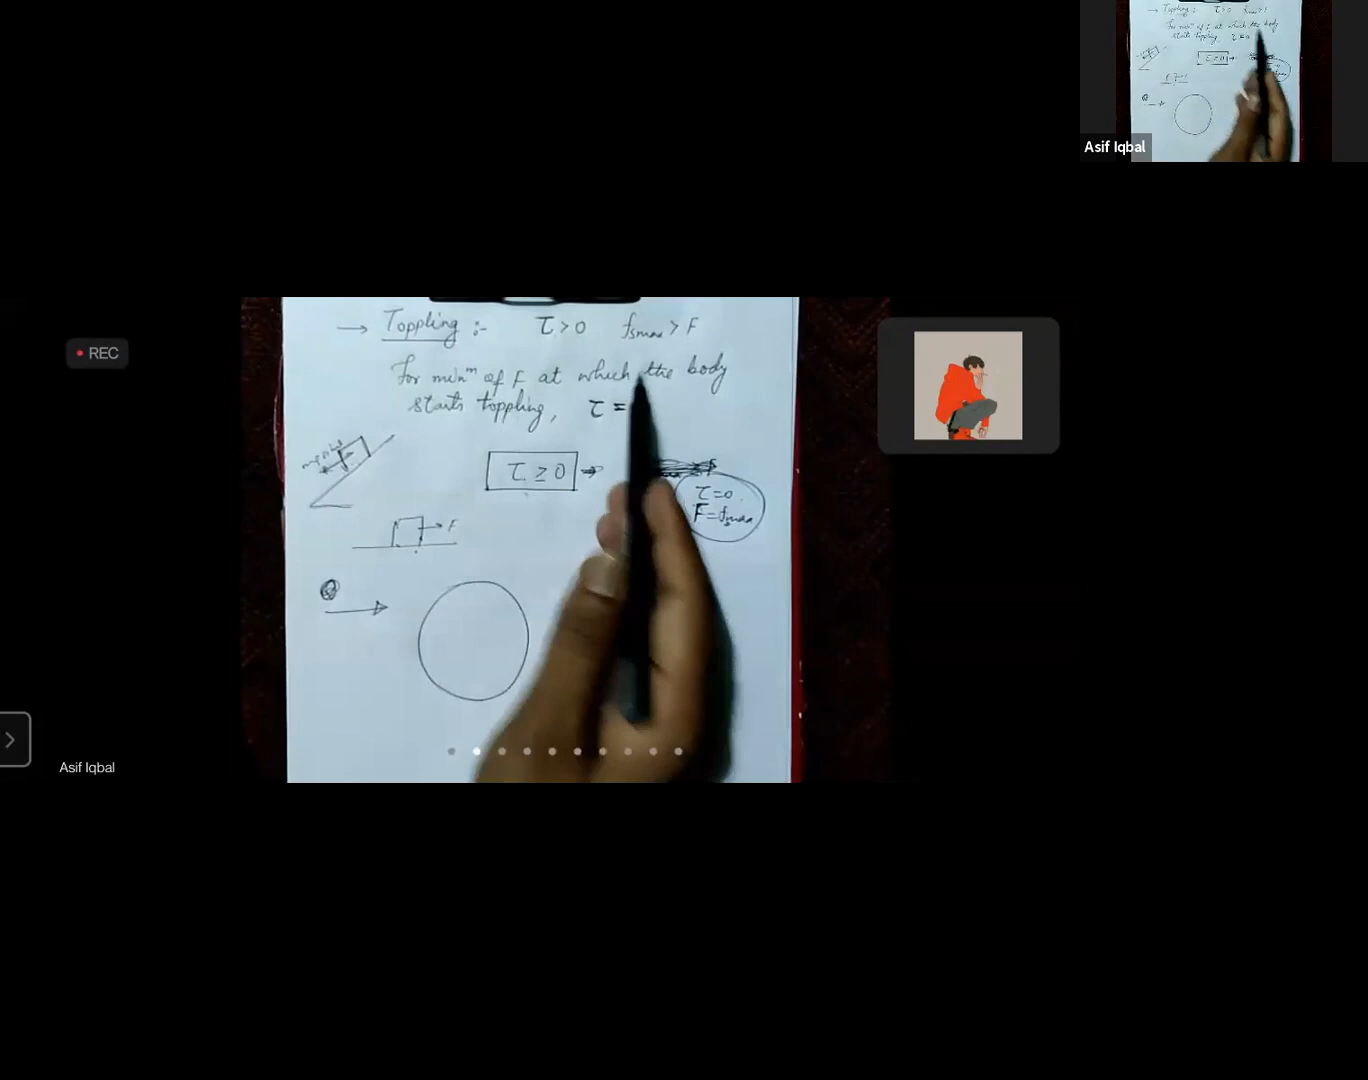 → Toppling :- τ > 0 fsmax > F
For minm of F at which the body
starts toppling, τ =
τ ≥ 0 →
τ = 0
F = fsmax
F
REC
Asif Iqbal
Asif Iqbal